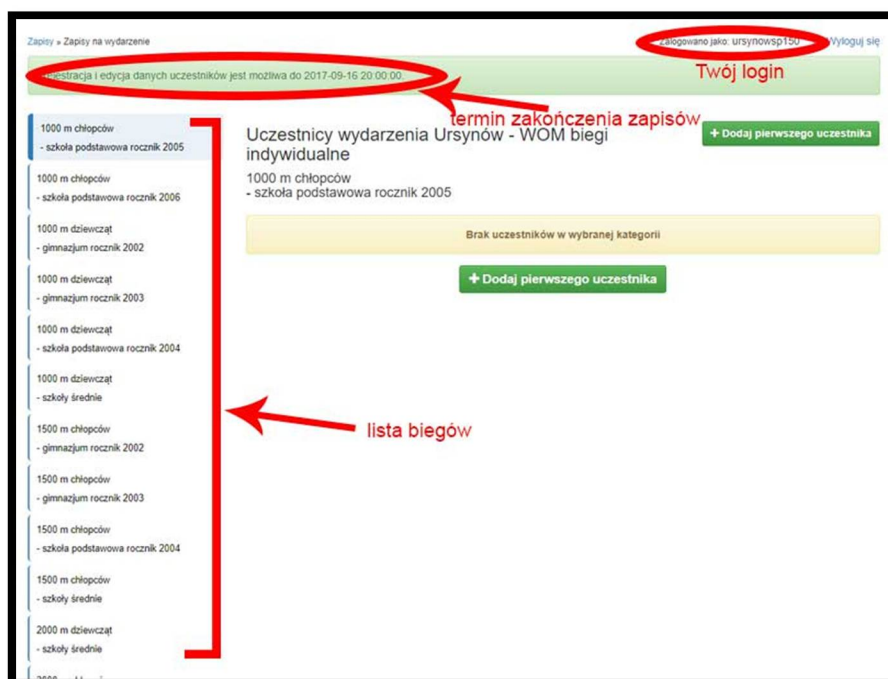 Zapisy » Zapisy na wydarzenie
Zalogowano jako: ursynowsp150
Wyloguj się
Rejestracja i edycja danych uczestników jest możliwa do 2017-09-16 20:00:00.
Twój login
termin zakończenia zapisów
1000 m chłopców
- szkoła podstawowa rocznik 2005
1000 m chłopców
- szkoła podstawowa rocznik 2006
1000 m dziewcząt
- gimnazjum rocznik 2002
1000 m dziewcząt
- gimnazjum rocznik 2003
1000 m dziewcząt
- szkoła podstawowa rocznik 2004
1000 m dziewcząt
- szkoły średnie
1500 m chłopców
- gimnazjum rocznik 2002
1500 m chłopców
- gimnazjum rocznik 2003
1500 m chłopców
- szkoła podstawowa rocznik 2004
1500 m chłopców
- szkoły średnie
2000 m dziewcząt
- szkoły średnie
Uczestnicy wydarzenia Ursynów - WOM biegi
indywidualne
+ Dodaj pierwszego uczestnika
1000 m chłopców
- szkoła podstawowa rocznik 2005
Brak uczestników w wybranej kategorii
+ Dodaj pierwszego uczestnika
lista biegów